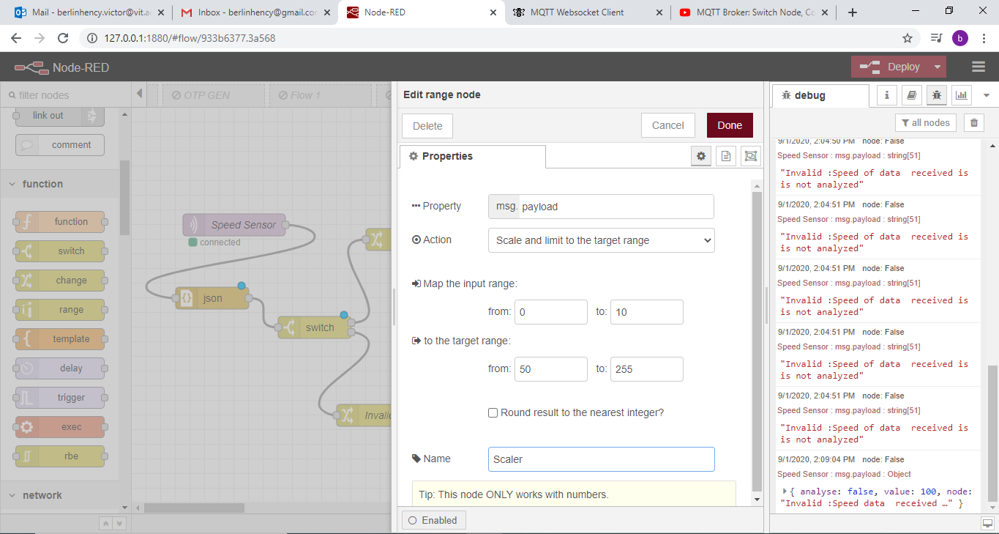 Mail - berlinhency.victor@vit.a
Inbox - berlinhency@gmail.co
Node-RED
MQTT Websocket Client
MQTT Broker: Switch Node, Co
127.0.0.1:1880/#flow/933b6377.3a568
b
Node-RED
Deploy
filter nodes
OTP GEN
Flow 1
link out
comment
function
function
switch
change
range
template
delay
trigger
exec
rbe
network
Speed Sensor
connected
json
switch
Invalid
Edit range node
Delete
Cancel
Done
Properties
Property
msg. payload
Action
Scale and limit to the target range
Map the input range:
from: 0 to: 10
to the target range:
from: 50 to: 255
Round result to the nearest integer?
Name
Scaler
Tip: This node ONLY works with numbers.
Enabled
debug
all nodes
9/1/2020, 2:04:50 PM node: False
Speed Sensor : msg.payload : string[51]
"Invalid :Speed of data  received is
is not analyzed"
9/1/2020, 2:04:51 PM node: False
Speed Sensor : msg.payload : string[51]
"Invalid :Speed of data  received is
is not analyzed"
9/1/2020, 2:04:51 PM node: False
Speed Sensor : msg.payload : string[51]
"Invalid :Speed of data  received is
is not analyzed"
9/1/2020, 2:04:51 PM node: False
Speed Sensor : msg.payload : string[51]
"Invalid :Speed of data  received is
is not analyzed"
9/1/2020, 2:04:51 PM node: False
Speed Sensor : msg.payload : string[51]
"Invalid :Speed of data  received is
is not analyzed"
9/1/2020, 2:09:04 PM node: False
Speed Sensor : msg.payload : Object
{ analyse: false, value: 100, node:
"Invalid :Speed data  received …" }